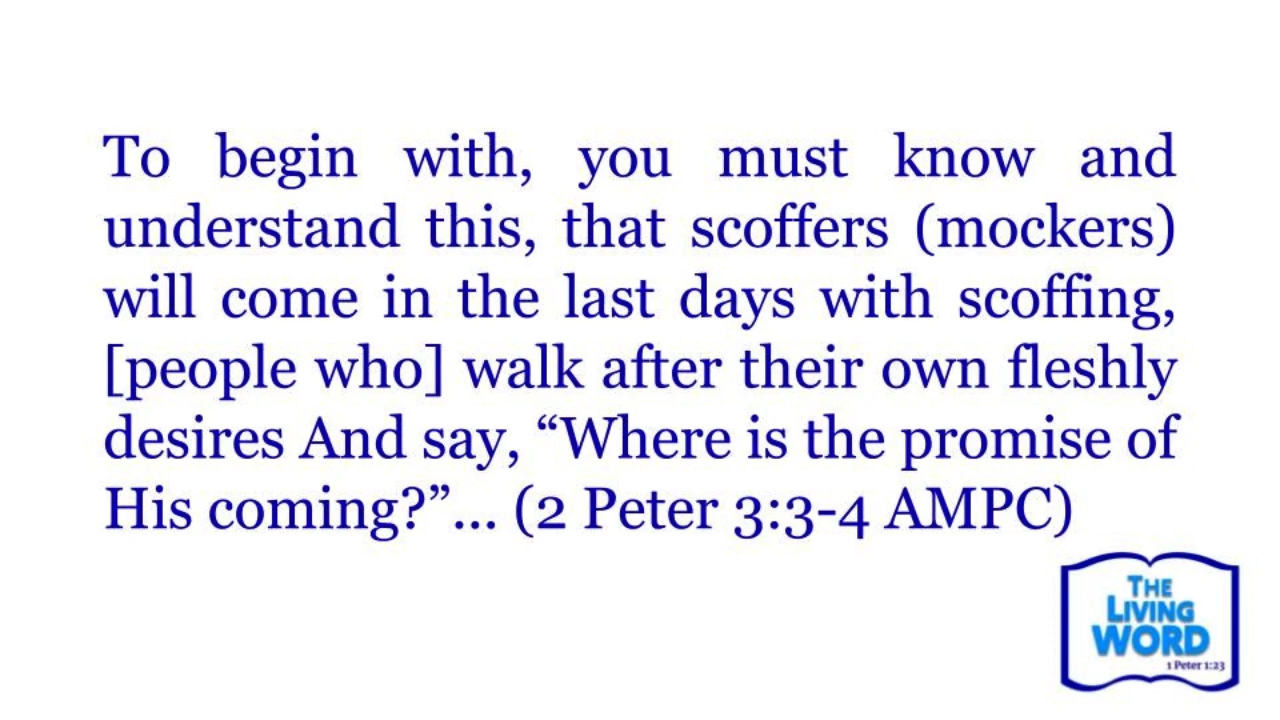 To begin with, you must know and
understand this, that scoffers (mockers)
will come in the last days with scoffing,
[people who] walk after their own fleshly
desires And say, “Where is the promise of
His coming?”... (2 Peter 3:3-4 AMPC)
THE
LIVING
WORD
1 Peter 1:23